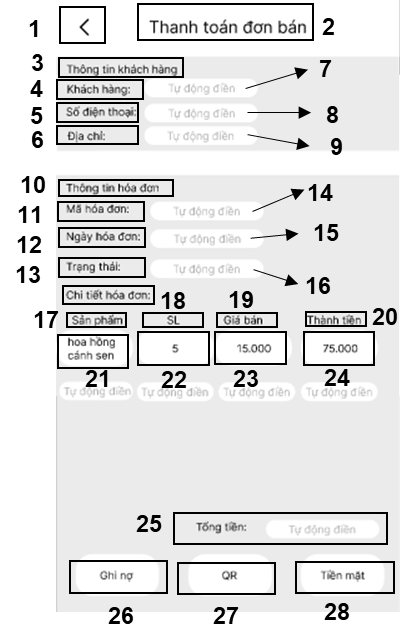 1 < Thanh toán đơn bán 2
3 Thông tin khách hàng
4 Khách hàng: Tự động điền 7
5 Số điện thoại: Tự động điền 8
6 Địa chỉ: Tự động điền 9
10 Thông tin hóa đơn
11 Mã hóa đơn: Tự động điền 14
12 Ngày hóa đơn: Tự động điền 15
13 Trạng thái: Tự động điền 16
Chi tiết hóa đơn: 18 19
17 Sản phẩm SL Giá bán Thành tiền 20
hoa hồng
cánh sen 5 15.000 75.000
21 22 23 24
Tự động điền Tự động điền Tự động điền Tự động điền
25 Tổng tiền: Tự động điền
Ghi nợ QR Tiền mặt
26 27 28